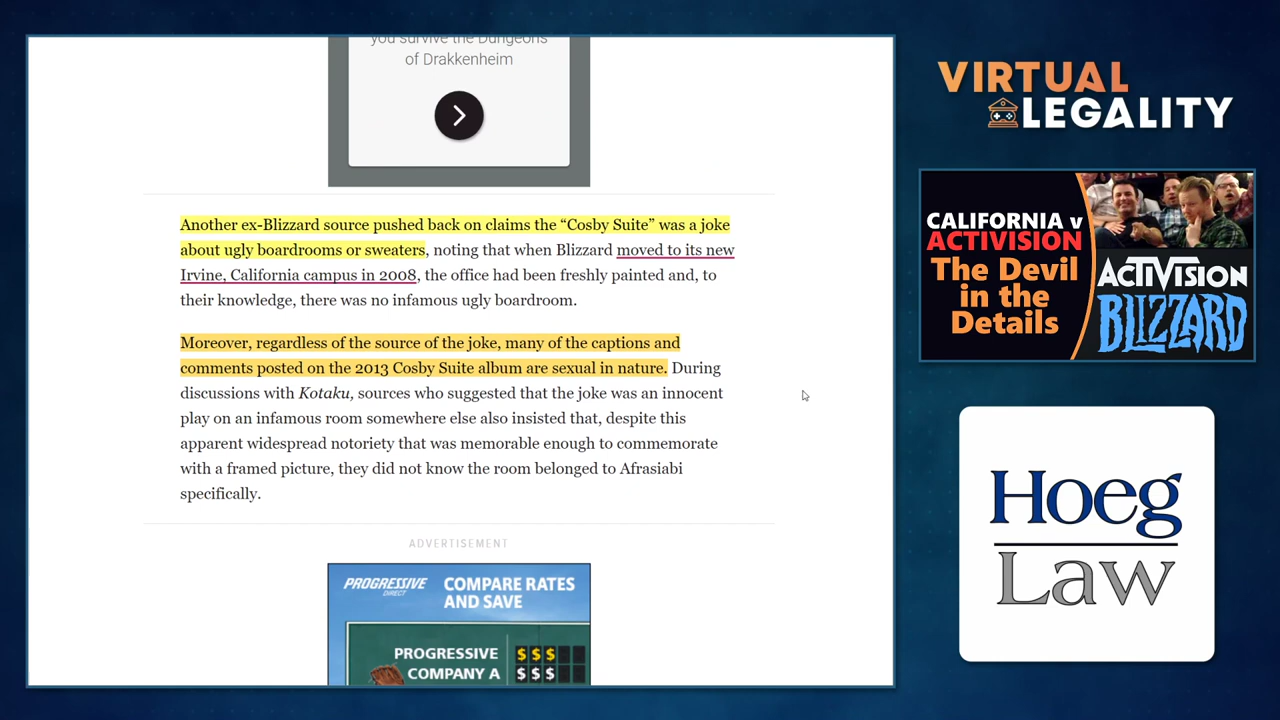 you survive the Dungeons
of Drakkenheim
Another ex-Blizzard source pushed back on claims the “Cosby Suite” was a joke
about ugly boardrooms or sweaters, noting that when Blizzard moved to its new
Irvine, California campus in 2008, the office had been freshly painted and, to
their knowledge, there was no infamous ugly boardroom.
Moreover, regardless of the source of the joke, many of the captions and
comments posted on the 2013 Cosby Suite album are sexual in nature. During
discussions with Kotaku, sources who suggested that the joke was an innocent
play on an infamous room somewhere else also insisted that, despite this
apparent widespread notoriety that was memorable enough to commemorate
with a framed picture, they did not know the room belonged to Afrasiabi
specifically.
ADVERTISEMENT
PROGRESSIVE
DIRECT
COMPARE RATES
AND SAVE
PROGRESSIVE $$$
COMPANY A $$$
VIRTUAL
LEGALITY
CALIFORNIA v
ACTIVISION
The Devil
in the
Details
ACTIVISION
BLIZZARD
Hoeg
Law